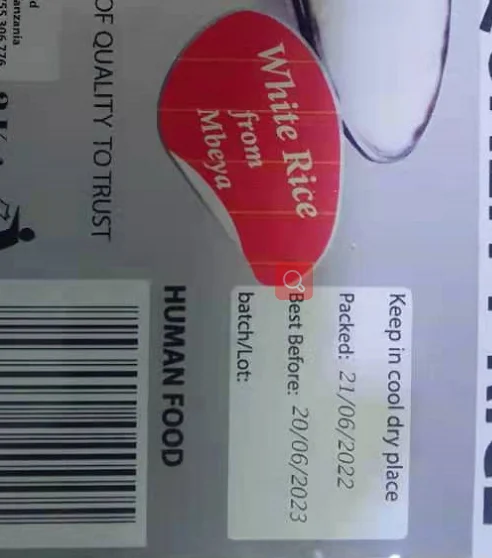 White Rice
from
Mbeya
OF QUALITY TO TRUST
Keep in cool dry place
Packed: 21/06/2022
Best Before: 20/06/2023
batch/Lot:
HUMAN FOOD